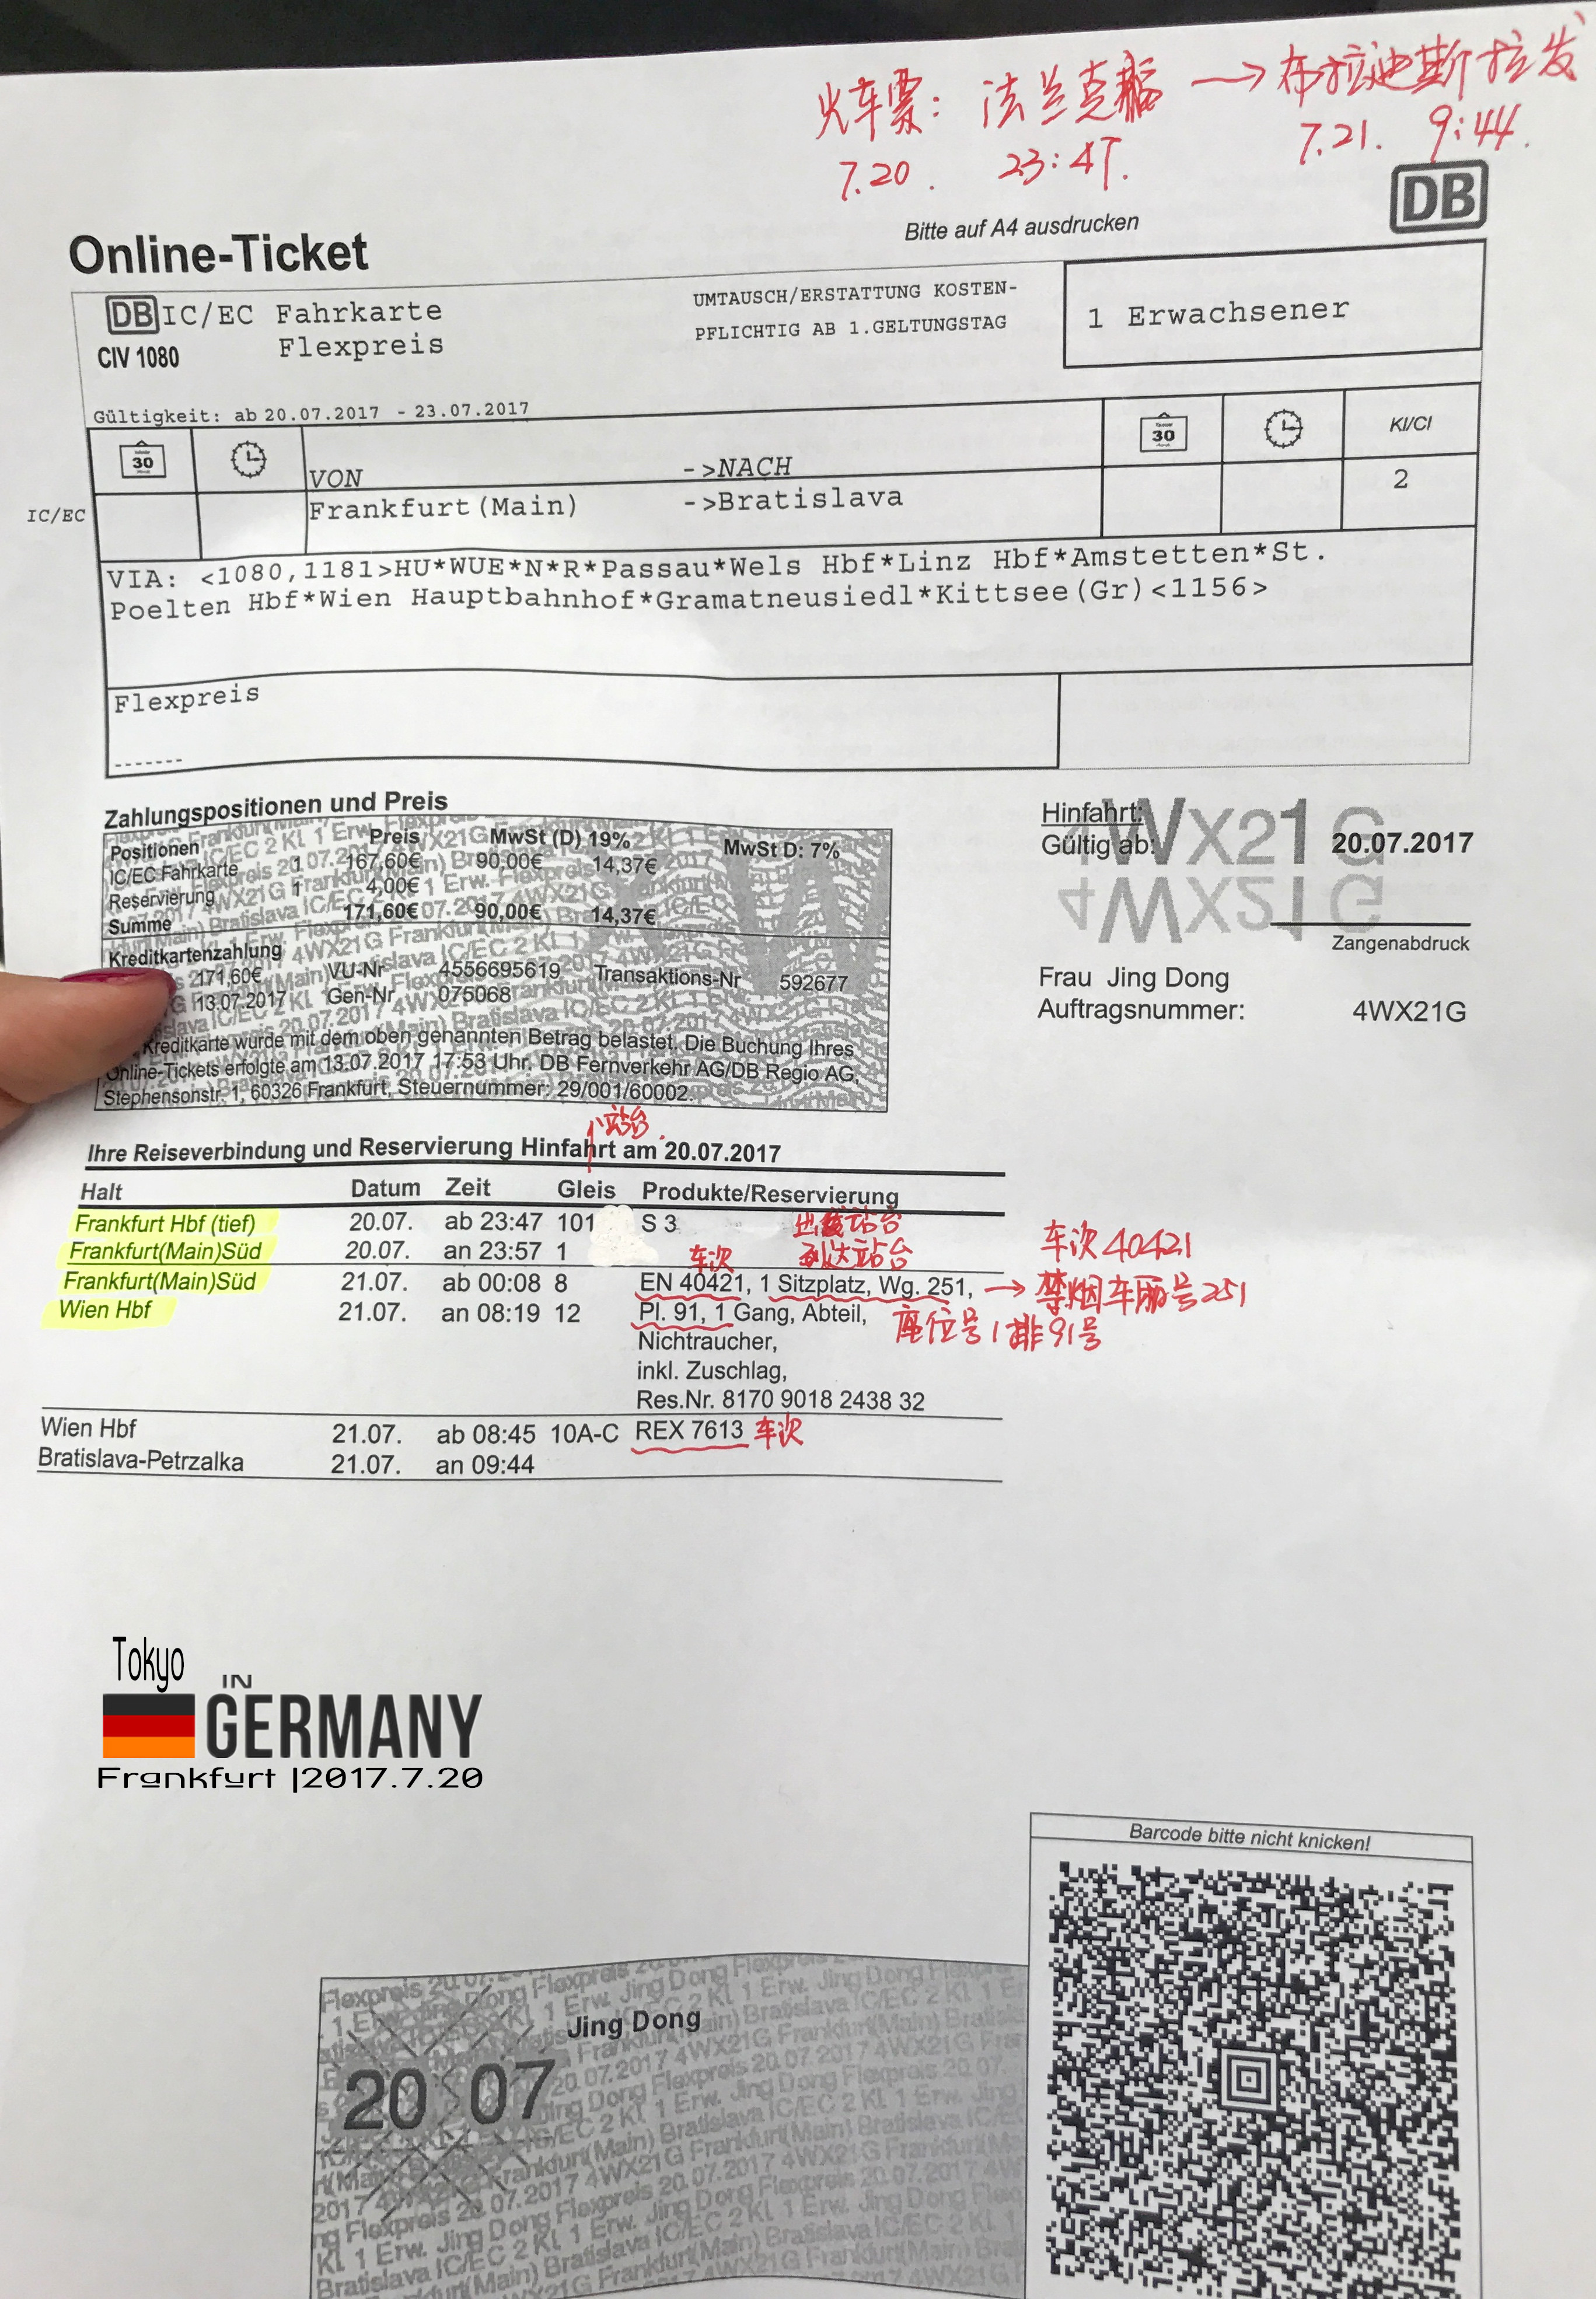 火车票: 法兰克福 → 布拉迪斯拉发
7.20. 23:47. 7.21. 9:44.
DB
Bitte auf A4 ausdrucken
Online-Ticket
DB IC/EC Fahrkarte
Flexpreis
CIV 1080
UMTAUSCH/ERSTATTUNG KOSTEN-
PFLICHTIG AB 1.GELTUNGSTAG
1 Erwachsener
Gültigkeit: ab 20.07.2017 - 23.07.2017
30 30 Kl/Cl
VON ->NACH
IC/EC Frankfurt(Main) ->Bratislava 2
VIA: <1080,1181>HU*WUE*N*R*Passau*Wels Hbf*Linz Hbf*Amstetten*St.
Poelten Hbf*Wien Hauptbahnhof*Gramatneusiedl*Kittsee(Gr)<1156>
Flexpreis
-------
Zahlungspositionen und Preis
Positionen Preis MwSt (D) 19% MwSt D: 7%
IC/EC Fahrkarte 1 167,60€ 90,00€ 14,37€
Reservierung 1 4,00€
Summe 171,60€ 90,00€ 14,37€
Kreditkartenzahlung
171,60€ VU-Nr 4556695619 Transaktions-Nr 592677
13.07.2017 Gen-Nr 075068
Kreditkarte wurde mit dem oben genannten Betrag belastet. Die Buchung Ihres
Online-Tickets erfolgte am 13.07.2017 17:53 Uhr. DB Fernverkehr AG/DB Regio AG,
Stephensonstr. 1, 60326 Frankfurt, Steuernummer: 29/001/60002.
Hinfahrt: 4WX21G
Gültig ab: 20.07.2017
4WX21G
Zangenabdruck
Frau Jing Dong
Auftragsnummer: 4WX21G
站台
Ihre Reiseverbindung und Reservierung Hinfahrt am 20.07.2017
Halt Datum Zeit Gleis Produkte/Reservierung
Frankfurt Hbf (tief) 20.07. ab 23:47 101 S 3 出发站台
Frankfurt(Main)Süd 20.07. an 23:57 1 车次 到达站台 车次40421
Frankfurt(Main)Süd 21.07. ab 00:08 8 EN 40421, 1 Sitzplatz, Wg. 251, → 禁烟车厢号251
Wien Hbf 21.07. an 08:19 12 Pl. 91, 1 Gang, Abteil, 座位号1排91号
Nichtraucher,
inkl. Zuschlag,
Res.Nr. 8170 9018 2438 32
Wien Hbf 21.07. ab 08:45 10A-C REX 7613 车次
Bratislava-Petrzalka 21.07. an 09:44
Tokyo
IN
GERMANY
Frankfurt |2017.7.20
Barcode bitte nicht knicken!
Jing Dong
20 07